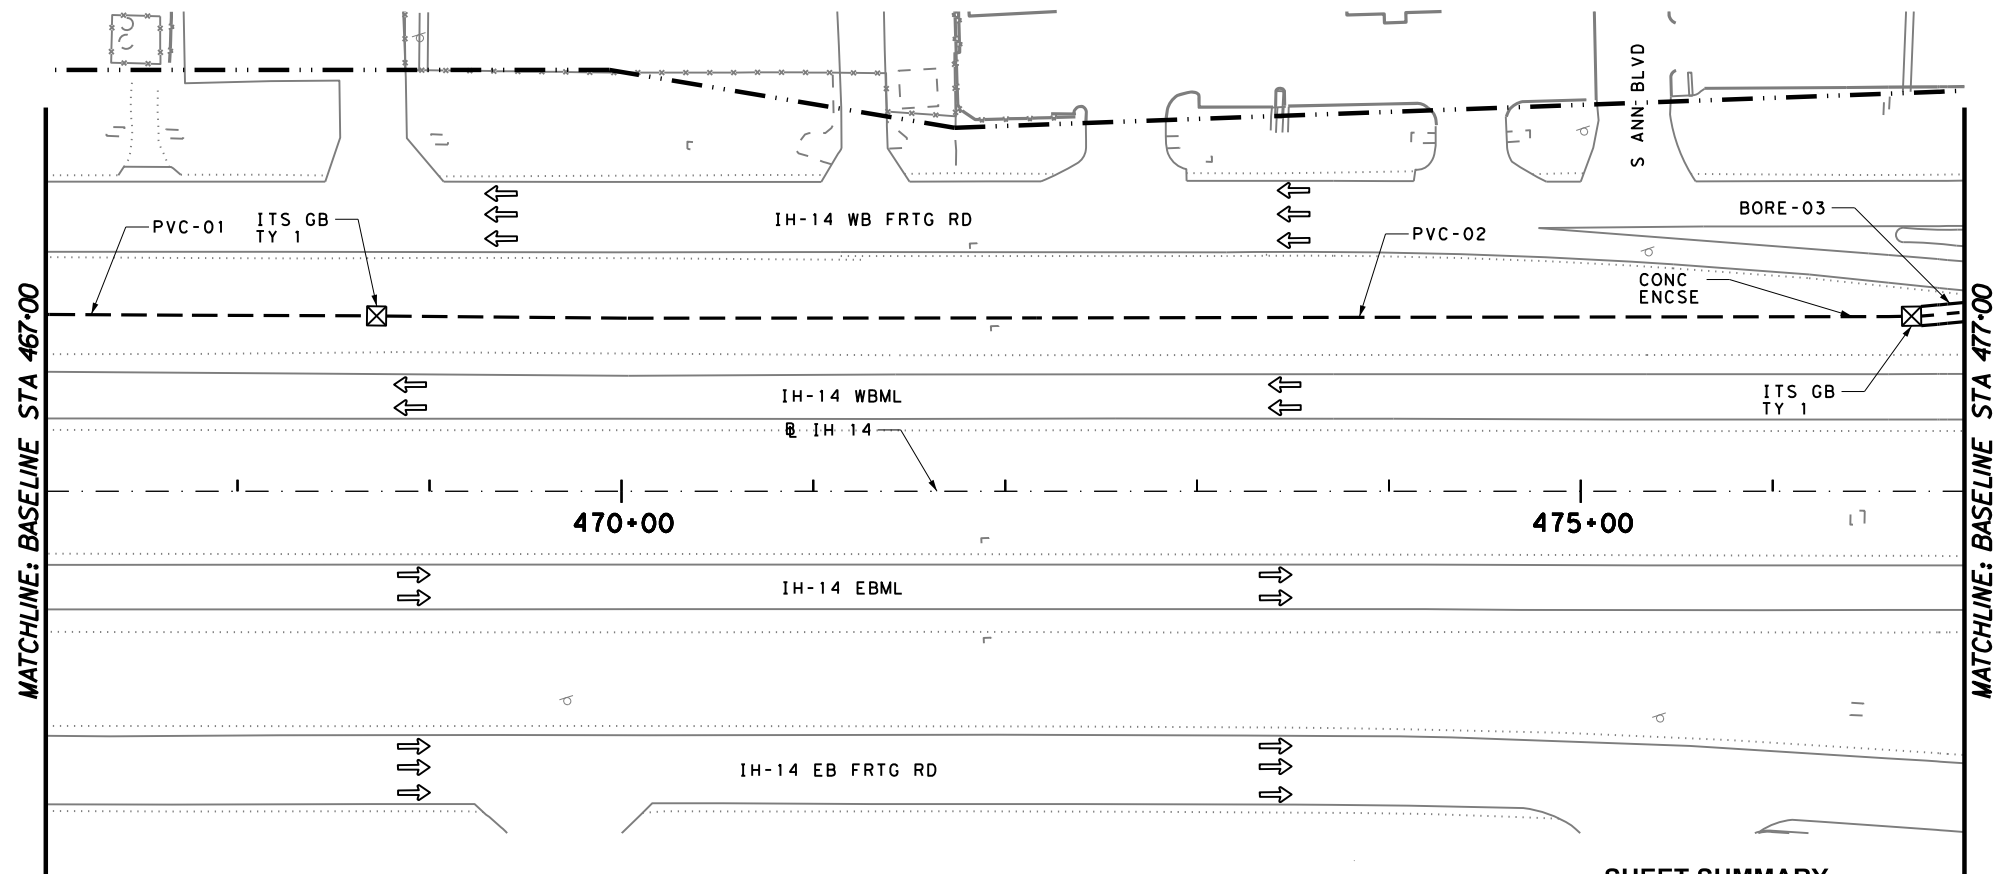 S ANN BLVD
PVC-01
ITS GB
TY 1
IH-14 WB FRTG RD
BORE-03
PVC-02
CONC
ENCSE
MATCHLINE: BASELINE STA 467+00
MATCHLINE: BASELINE STA 477+00
IH-14 WBML
ITS GB
TY 1
℄ IH 14
470+00
475+00
IH-14 EBML
IH-14 EB FRTG RD
SHEET SUMMARY